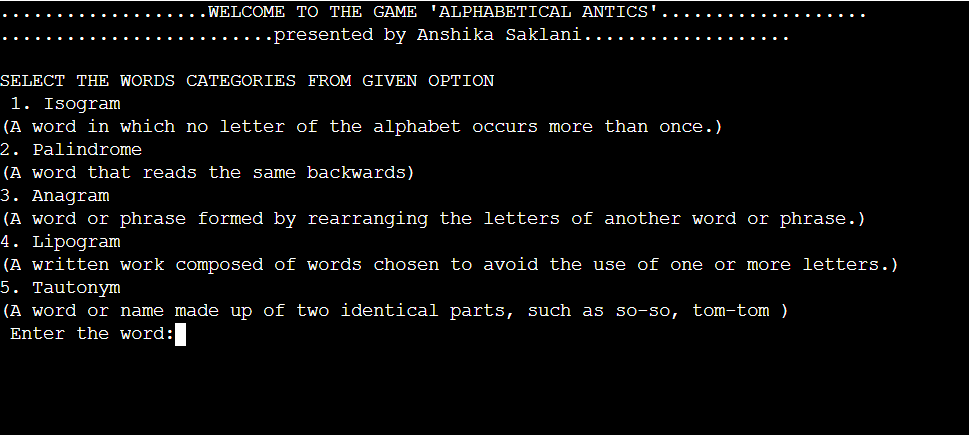 ...................WELCOME TO THE GAME 'ALPHABETICAL ANTICS'...................
.........................presented by Anshika Saklani...................
SELECT THE WORDS CATEGORIES FROM GIVEN OPTION
1. Isogram
(A word in which no letter of the alphabet occurs more than once.)
2. Palindrome
(A word that reads the same backwards)
3. Anagram
(A word or phrase formed by rearranging the letters of another word or phrase.)
4. Lipogram
(A written work composed of words chosen to avoid the use of one or more letters.)
5. Tautonym
(A word or name made up of two identical parts, such as so-so, tom-tom )
Enter the word: